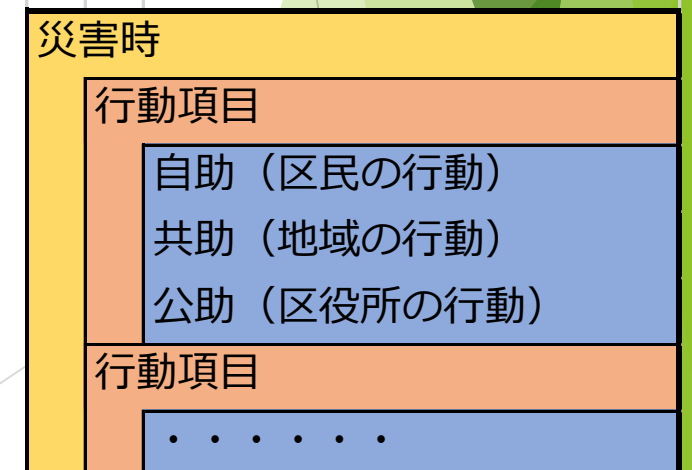 災害時
行動項目
自助（区民の行動）
共助（地域の行動）
公助（区役所の行動）
行動項目
・・・・・・